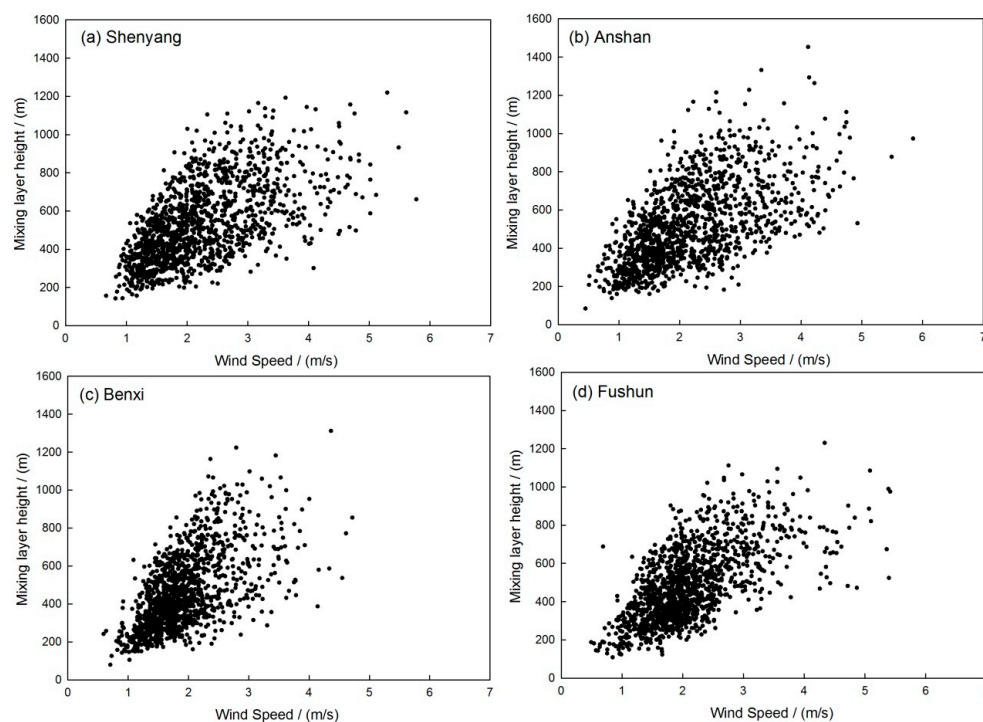 (a) Shenyang
Mixing layer height / (m)
1600
1400
1200
1000
800
600
400
200
0
0 1 2 3 4 5 6 7
Wind Speed / (m/s)
(b) Anshan
Mixing layer height / (m)
1600
1400
1200
1000
800
600
400
200
0
0 1 2 3 4 5 6 7
Wind Speed / (m/s)
(c) Benxi
Mixing layer height / (m)
1600
1400
1200
1000
800
600
400
200
0
0 1 2 3 4 5 6 7
Wind Speed / (m/s)
(d) Fushun
Mixing layer height / (m)
1600
1400
1200
1000
800
600
400
200
0
0 1 2 3 4 5 6
Wind Speed / (m/s)